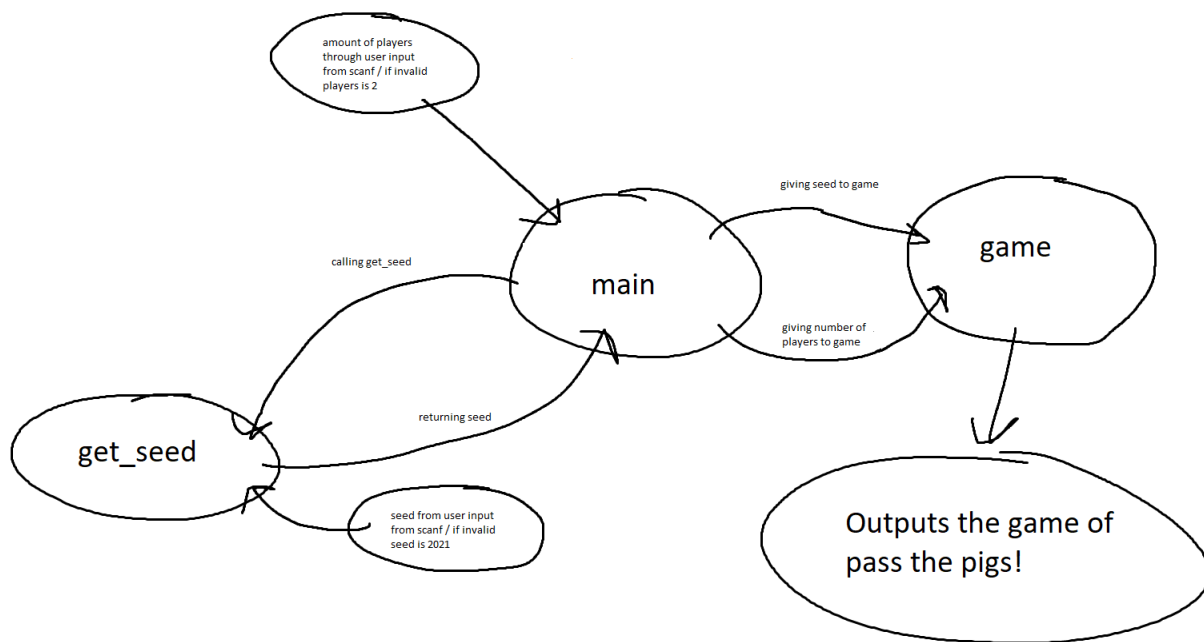 amount of players
through user input
from scanf / if invalid
players is 2
giving seed to game
game
calling get_seed
main
giving number of
players to game
returning seed
get_seed
seed from user input
from scanf / if invalid
seed is 2021
Outputs the game of
pass the pigs!